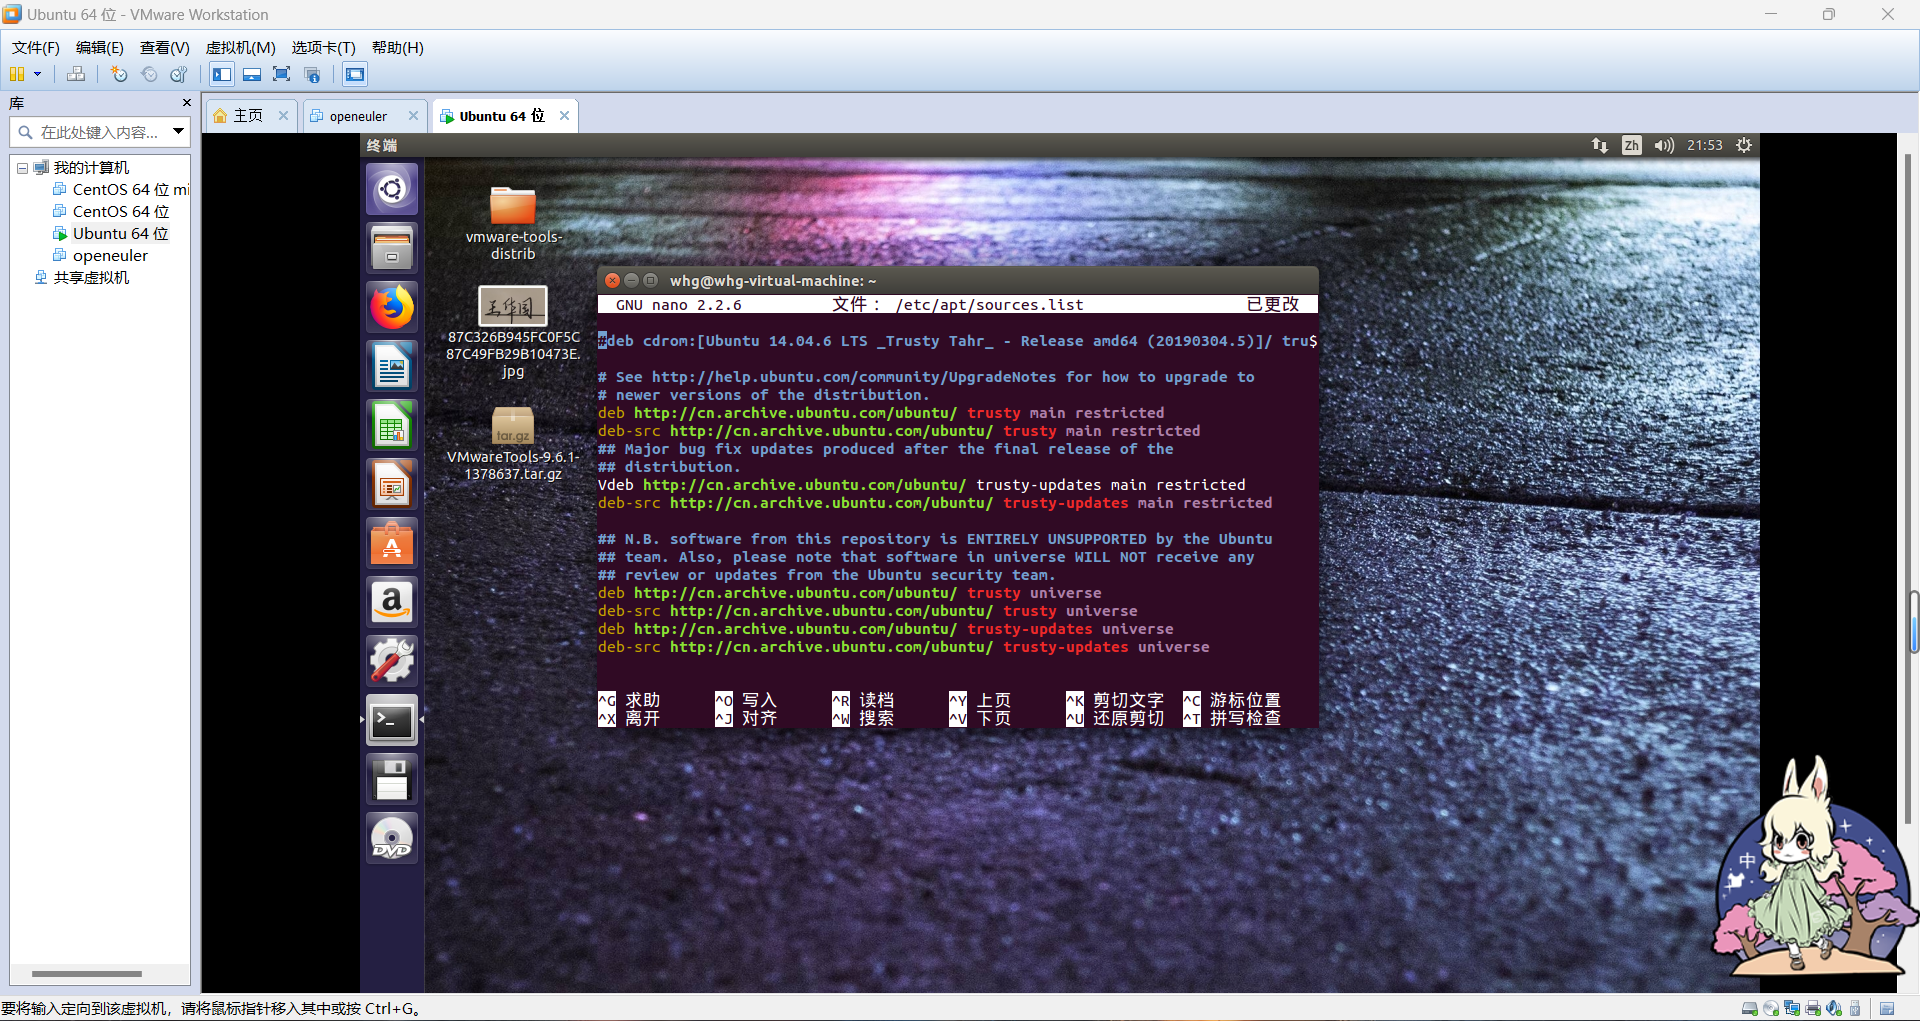 Ubuntu 64 位 - VMware Workstation
文件(F) 编辑(E) 查看(V) 虚拟机(M) 选项卡(T) 帮助(H)
库
在此处键入内容...
我的计算机
CentOS 64 位 mi
CentOS 64 位
Ubuntu 64 位
openeuler
共享虚拟机
主页
openeuler
Ubuntu 64 位
终端
Zh
21:53
vmware-tools-
distrib
王华国
87C326B945FC0F5C
87C49FB29B10473E.
jpg
tar.gz
VMwareTools-9.6.1-
1378637.tar.gz
whg@whg-virtual-machine: ~
GNU nano 2.2.6 文件： /etc/apt/sources.list 已更改
#deb cdrom:[Ubuntu 14.04.6 LTS _Trusty Tahr_ - Release amd64 (20190304.5)]/ tru$
# See http://help.ubuntu.com/community/UpgradeNotes for how to upgrade to
# newer versions of the distribution.
deb http://cn.archive.ubuntu.com/ubuntu/ trusty main restricted
deb-src http://cn.archive.ubuntu.com/ubuntu/ trusty main restricted
## Major bug fix updates produced after the final release of the
## distribution.
Vdeb http://cn.archive.ubuntu.com/ubuntu/ trusty-updates main restricted
deb-src http://cn.archive.ubuntu.com/ubuntu/ trusty-updates main restricted
## N.B. software from this repository is ENTIRELY UNSUPPORTED by the Ubuntu
## team. Also, please note that software in universe WILL NOT receive any
## review or updates from the Ubuntu security team.
deb http://cn.archive.ubuntu.com/ubuntu/ trusty universe
deb-src http://cn.archive.ubuntu.com/ubuntu/ trusty universe
deb http://cn.archive.ubuntu.com/ubuntu/ trusty-updates universe
deb-src http://cn.archive.ubuntu.com/ubuntu/ trusty-updates universe
^G 求助 ^O 写入 ^R 读档 ^Y 上页 ^K 剪切文字 ^C 游标位置
^X 离开 ^J 对齐 ^W 搜索 ^V 下页 ^U 还原剪切 ^T 拼写检查
a
DVD
中
要将输入定向到该虚拟机，请将鼠标指针移入其中或按 Ctrl+G。